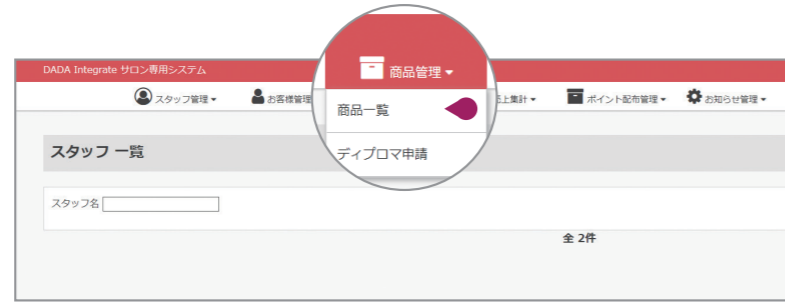 DADA Integrate サロン専用システム
商品管理
スタッフ管理 お客様管理 上集計 ポイント配布管理 お知らせ管理
商品一覧
ディプロマ申請
スタッフ 一覧
スタッフ名
全 2件